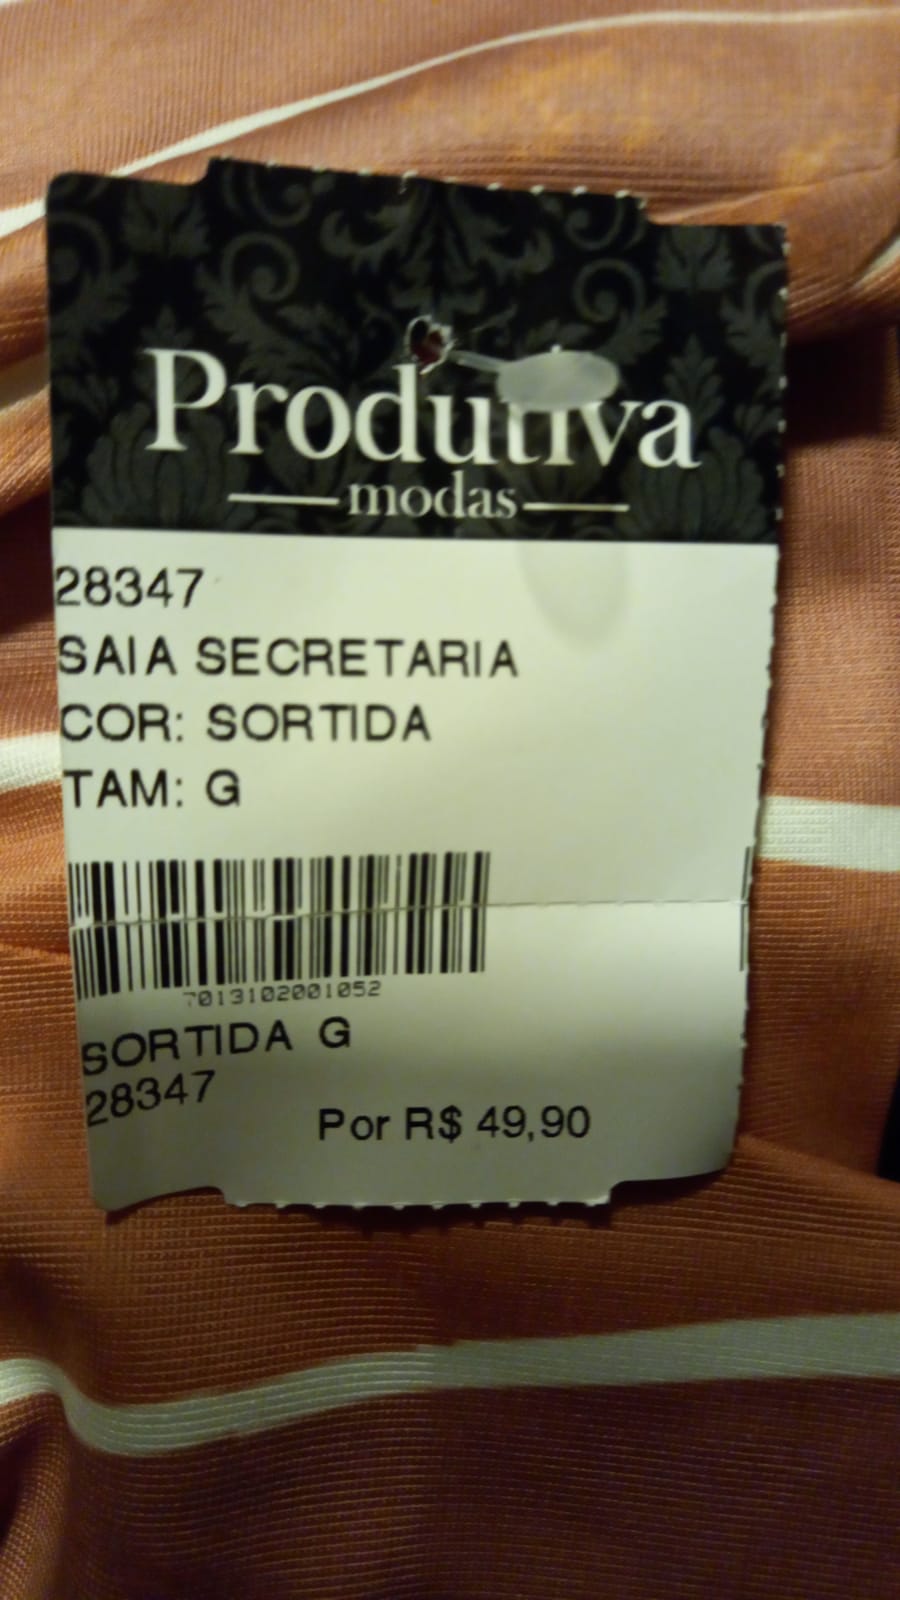 Produtiva
modas
28347
SAIA SECRETARIA
COR: SORTIDA
TAM: G
7013102001052
SORTIDA G
28347
Por R$ 49,90